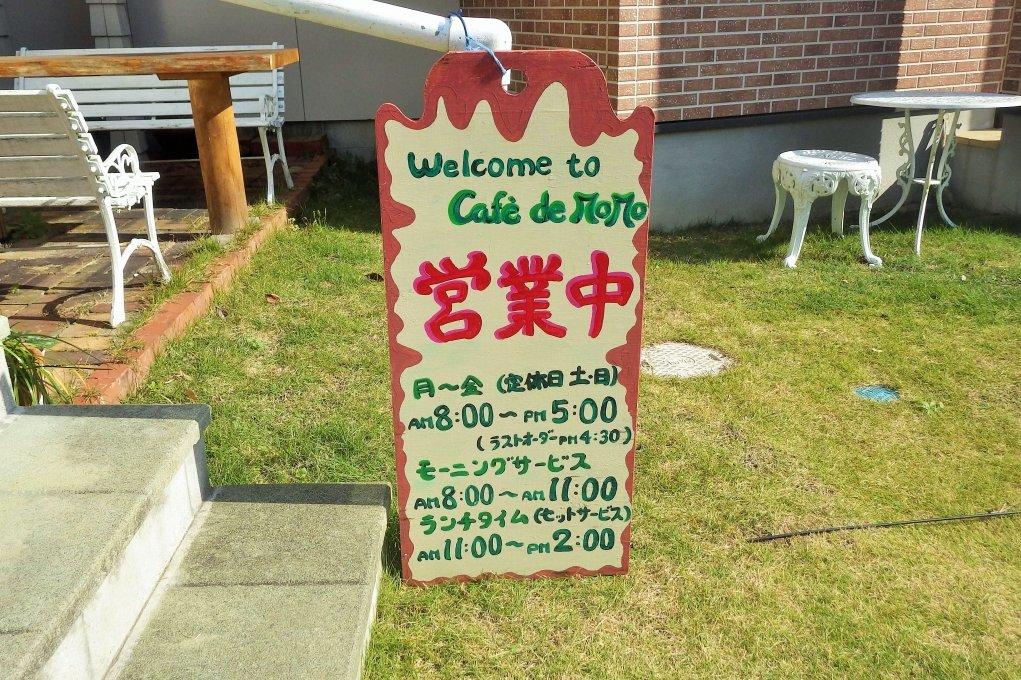 Welcome to
Cafè de MoMo
営業中
月～金 (定休日 土・日)
AM8:00～PM5:00
(ラストオーダーPM4:30)
モーニングサービス
AM8:00～AM11:00
ランチタイム(セットサービス)
AM11:00～PM2:00